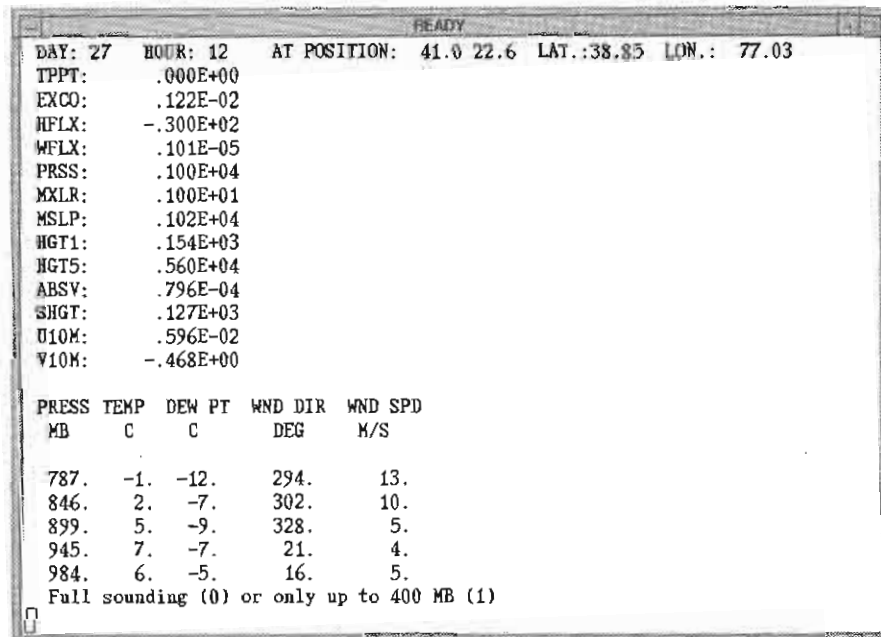 READY
DAY: 27 HOUR: 12 AT POSITION: 41.0 22.6 LAT.:38.85 LON.: 77.03
TPPT: .000E+00
EXCO: .122E-02
HFLX: -.300E+02
WFLX: .101E-05
PRSS: .100E+04
MXLR: .100E+01
MSLP: .102E+04
HGT1: .154E+03
HGT5: .560E+04
ABSV: .796E-04
SHGT: .127E+03
U10M: .596E-02
V10M: -.468E+00
PRESS TEMP DEW PT WND DIR WND SPD
MB C C DEG M/S
787. -1. -12. 294. 13.
846. 2. -7. 302. 10.
899. 5. -9. 328. 5.
945. 7. -7. 21. 4.
984. 6. -5. 16. 5.
Full sounding (0) or only up to 400 MB (1)